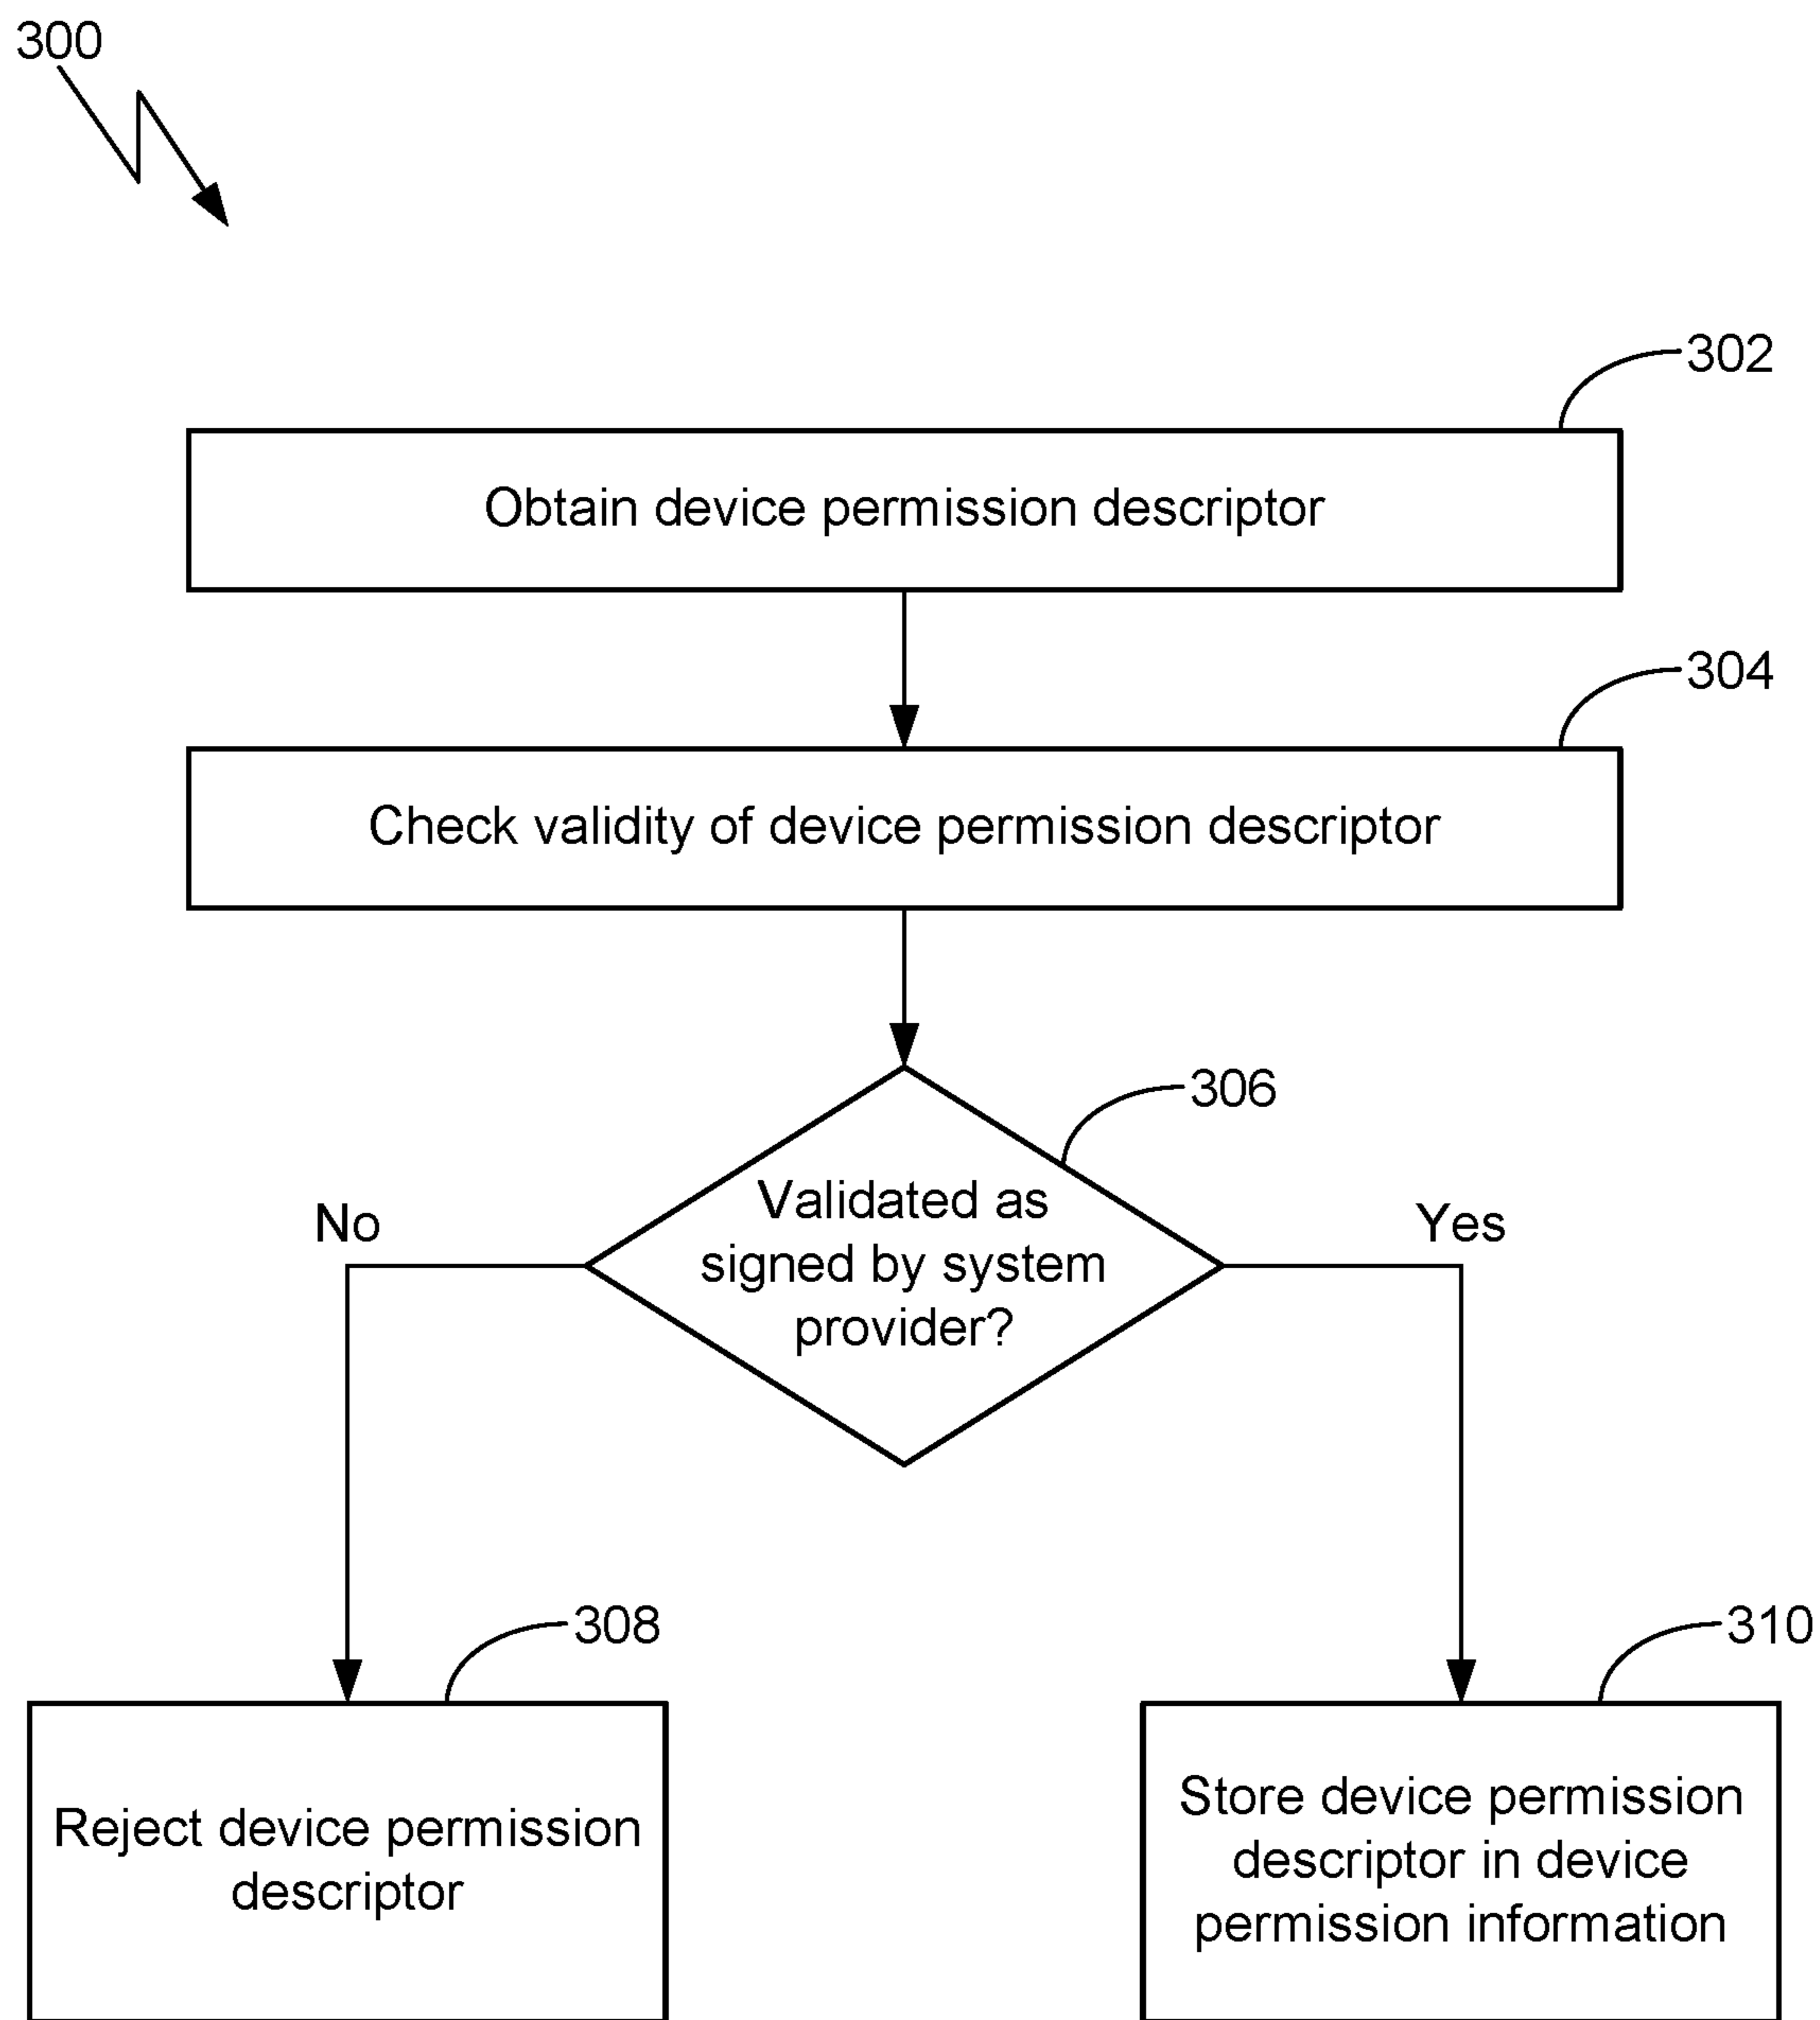 300
302
Obtain device permission descriptor
304
Check validity of device permission descriptor
306
Validated as
signed by system
provider?
No
Yes
308
Reject device permission
descriptor
310
Store device permission
descriptor in device
permission information